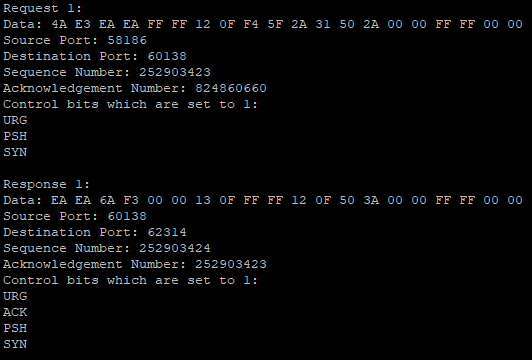 Request 1:
Data: 4A E3 EA EA FF FF 12 0F F4 5F 2A 31 50 2A 00 00 FF FF 00 00
Source Port: 58186
Destination Port: 60138
Sequence Number: 252903423
Acknowledgement Number: 824860660
Control bits which are set to 1:
URG
PSH
SYN
Response 1:
Data: EA EA 6A F3 00 00 13 0F FF FF 12 0F 50 3A 00 00 FF FF 00 00
Source Port: 60138
Destination Port: 62314
Sequence Number: 252903424
Acknowledgement Number: 252903423
Control bits which are set to 1:
URG
ACK
PSH
SYN